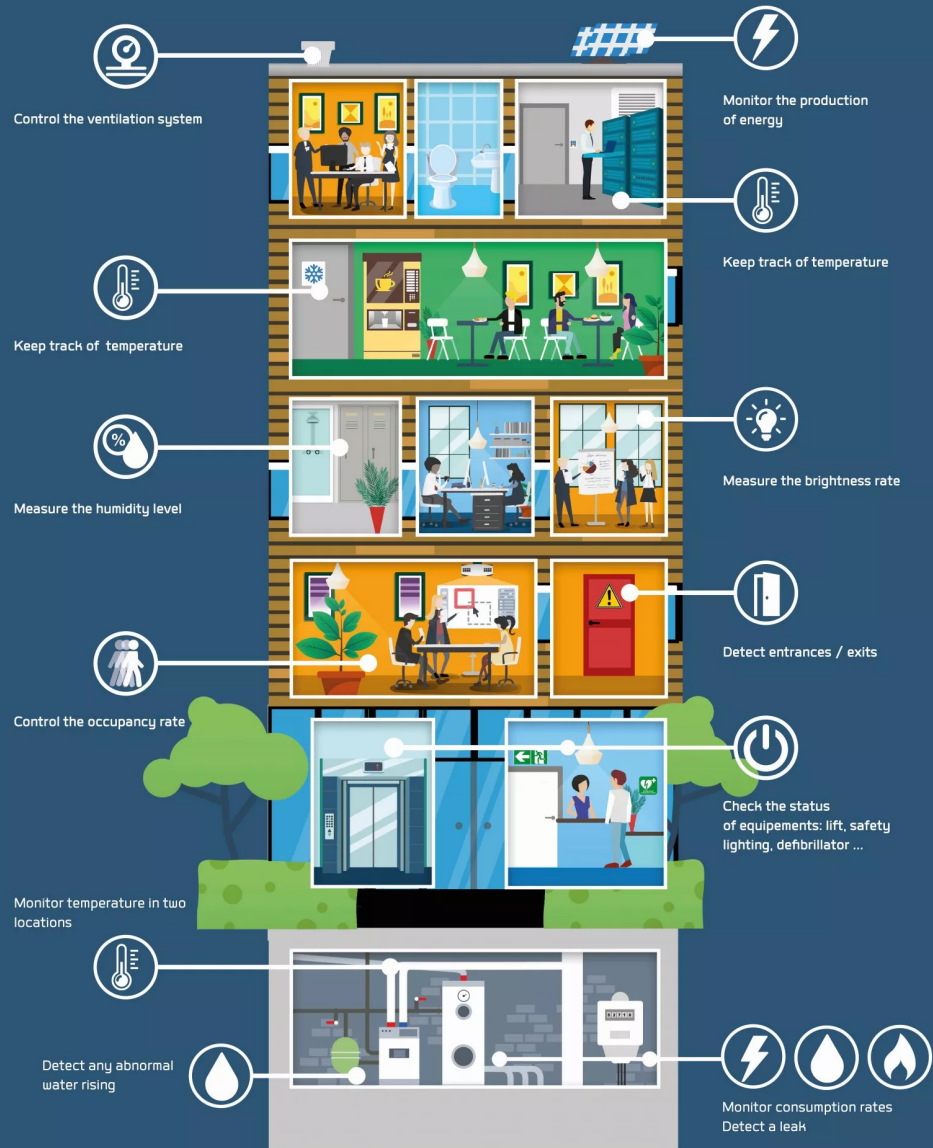 Control the ventilation system
Monitor the production
of energy
Keep track of temperature
Keep track of temperature
%
Measure the humidity level
Measure the brightness rate
Detect entrances / exits
Control the occupancy rate
Check the status
of equipements: lift, safety
lighting, defibrillator ...
Monitor temperature in two
locations
Detect any abnormal
water rising
Monitor consumption rates
Detect a leak